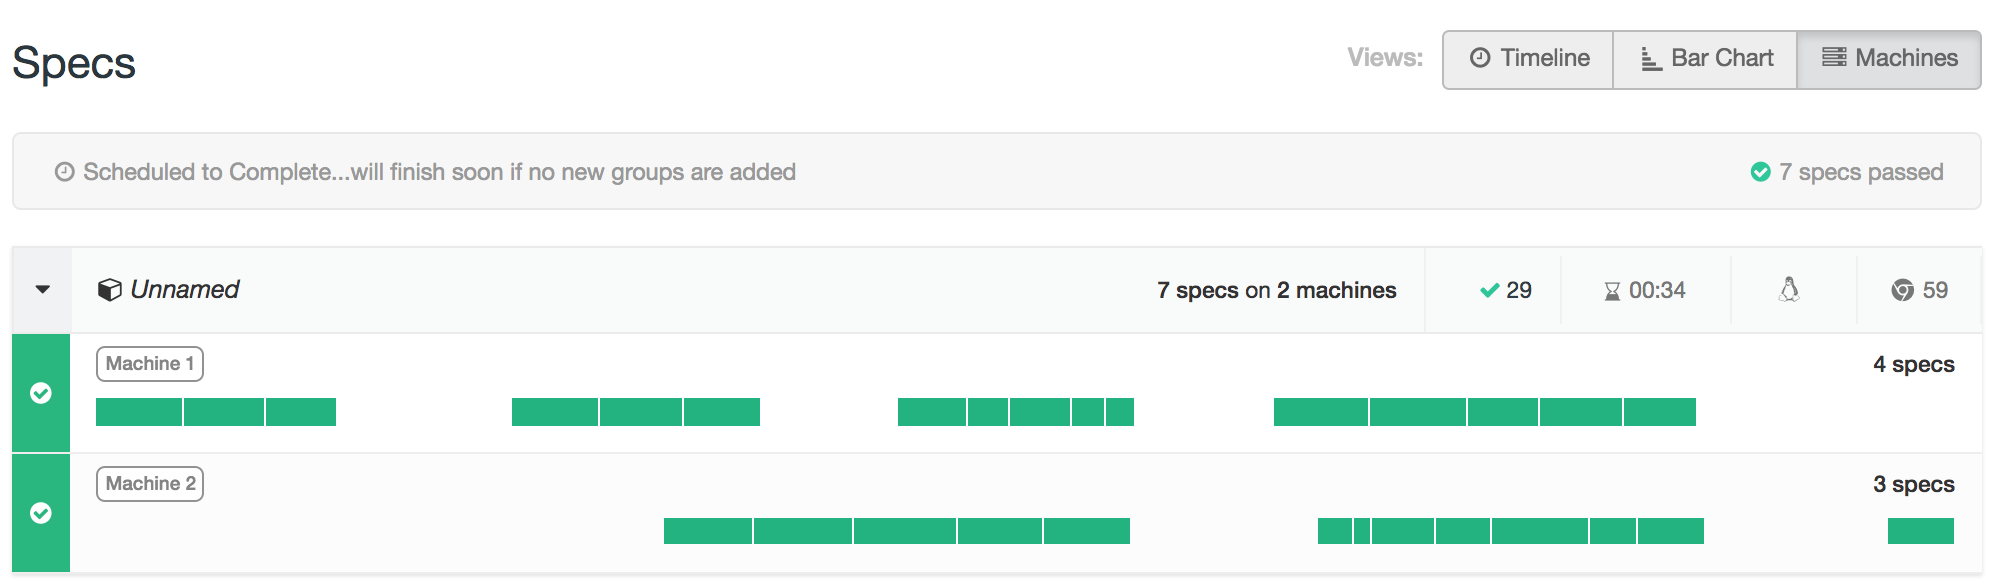 Specs
Views: Timeline Bar Chart Machines
Scheduled to Complete...will finish soon if no new groups are added 7 specs passed
Unnamed 7 specs on 2 machines 29 00:34 59
Machine 1 4 specs
Machine 2 3 specs